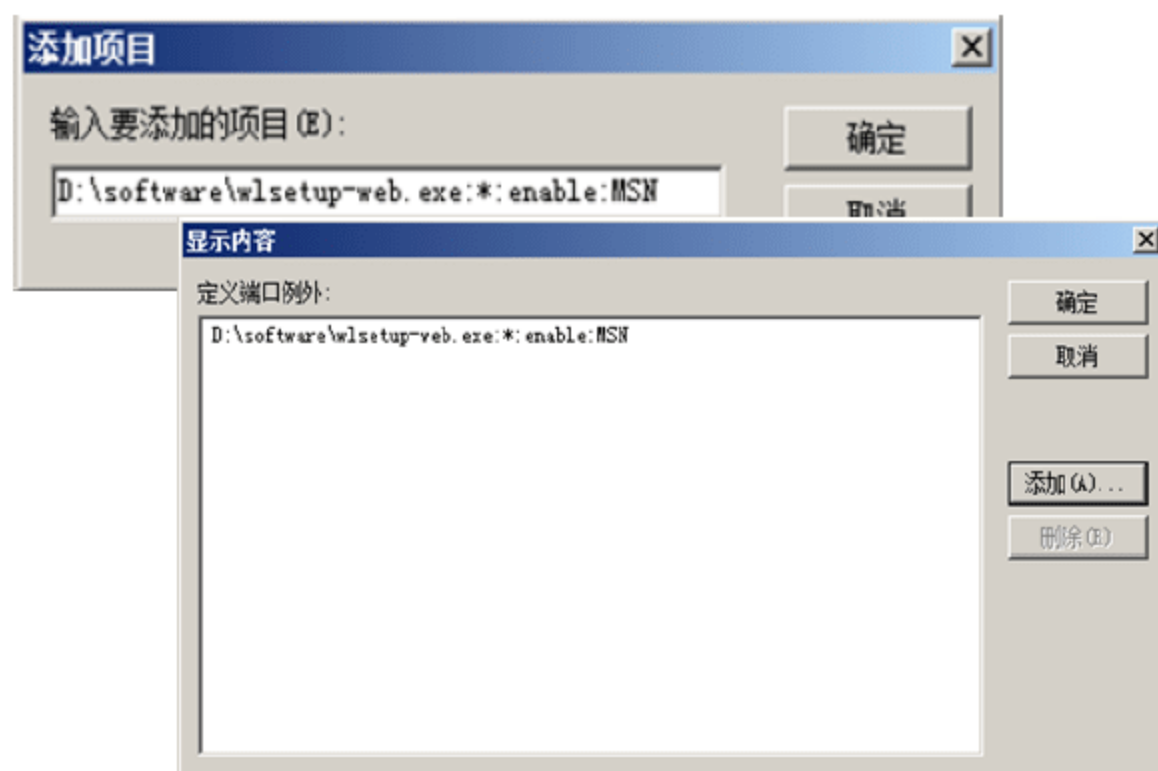 添加项目
输入要添加的项目(E):
确定
D:\software\wlsetup-web.exe:*:enable:MSN
取消
显示内容
定义端口例外:
确定
D:\software\wlsetup-web.exe:*:enable:MSN
取消
添加(A)...
删除(R)